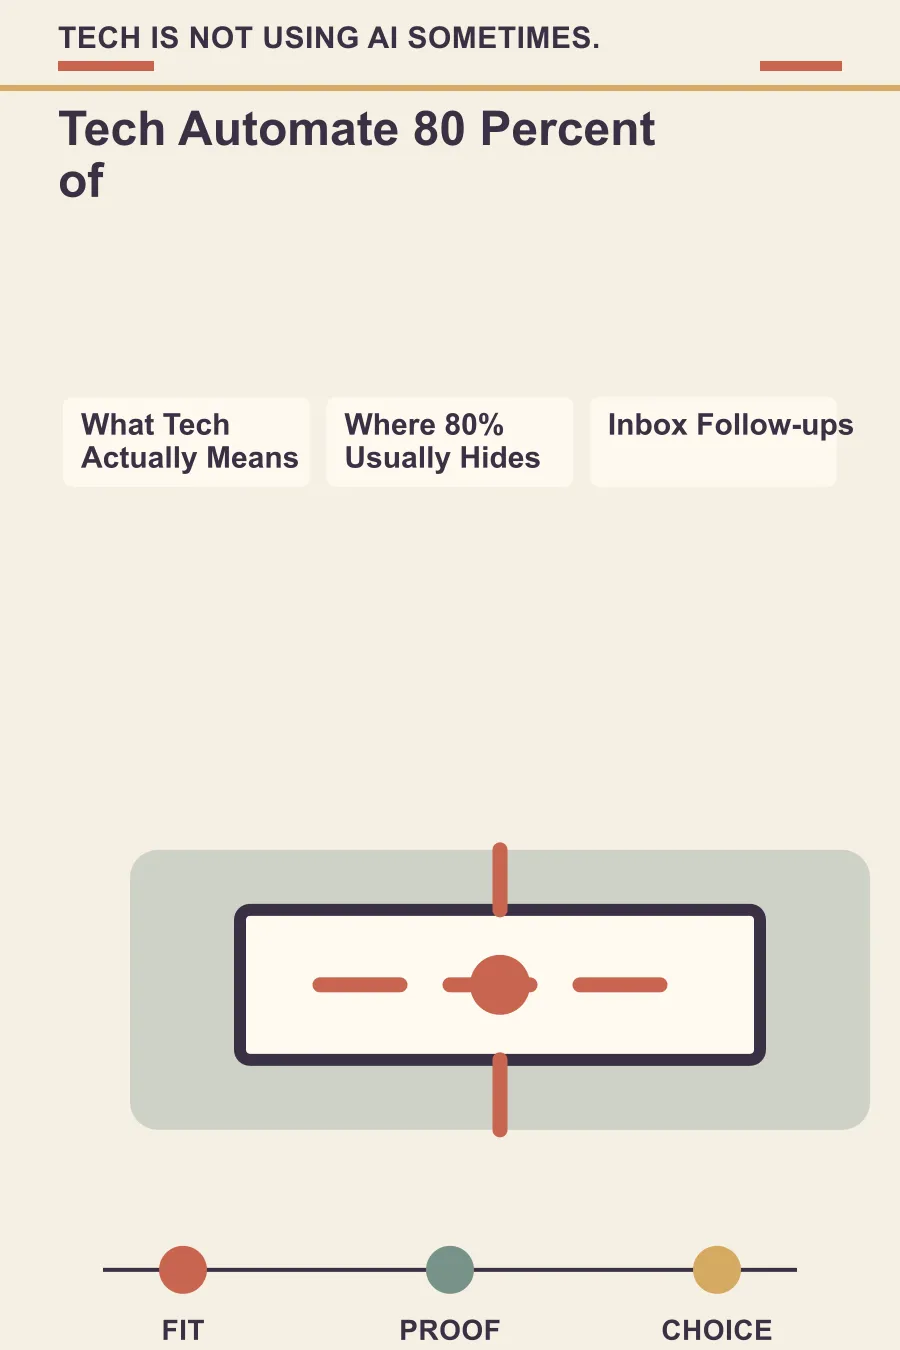 TECH IS NOT USING AI SOMETIMES.
Tech Automate 80 Percent
of
What Tech
Actually Means
Where 80%
Usually Hides
Inbox Follow-ups
FIT
PROOF
CHOICE